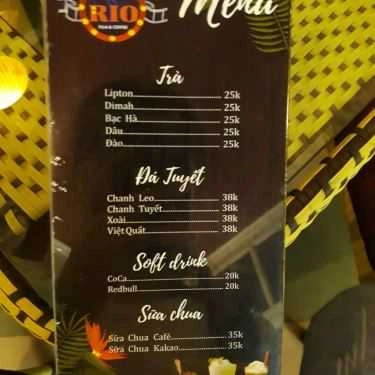 Menu
RIO
FILM & COFFEE
Trà
Lipton 25k
Dimah 25k
Bạc Hà 25k
Dâu 25k
Đào 25k
Đá Tuyết
Chanh Leo 38k
Chanh Tuyết 38k
Xoài 38k
Việt Quất 38k
Soft drink
CoCa 20k
Redbull 20k
Sữa chua
Sữa Chua Café 35k
Sữa Chua Kakao 35k